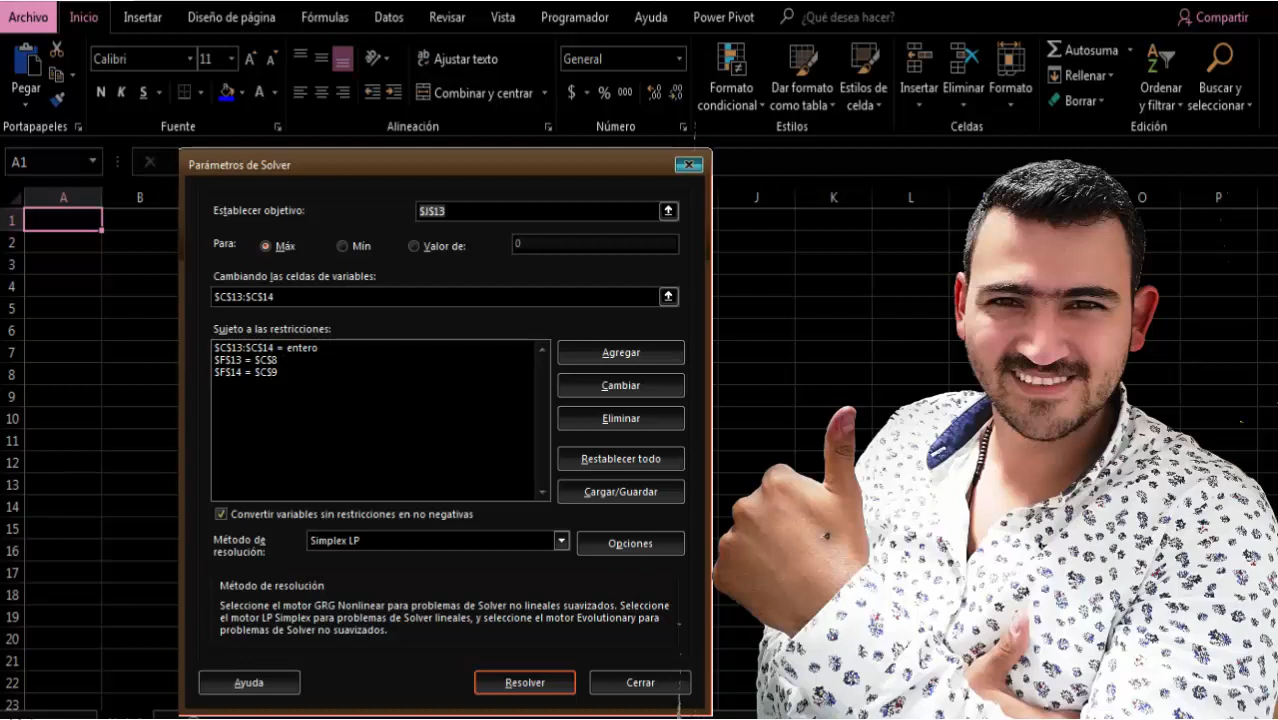 Archivo Inicio Insertar Diseño de página Fórmulas Datos Revisar Vista Programador Ayuda Power Pivot ¿Qué desea hacer? Compartir
Pegar
Calibri 11
N K S
Ajustar texto
Combinar y centrar
General
$ % 000
Formato condicional
Dar formato como tabla
Estilos de celda
Insertar Eliminar Formato
Autosuma
Rellenar
Borrar
Ordenar y filtrar
Buscar y seleccionar
Portapapeles Fuente Alineación Número Estilos Celdas Edición
A1
A B J K L O P
1
2
3
4
5
6
7
8
9
10
11
12
13
14
15
16
17
18
19
20
21
22
23
Parámetros de Solver
Establecer objetivo: $J$13
Para: Máx Mín Valor de: 0
Cambiando las celdas de variables:
$C$13:$C$14
Sujeto a las restricciones:
$C$13:$C$14 = entero
$F$13 = $C$8
$F$14 = $C$9
Agregar
Cambiar
Eliminar
Restablecer todo
Cargar/Guardar
Convertir variables sin restricciones en no negativas
Método de resolución: Simplex LP Opciones
Método de resolución
Seleccione el motor GRG Nonlinear para problemas de Solver no lineales suavizados. Seleccione
el motor LP Simplex para problemas de Solver lineales, y seleccione el motor Evolutionary para
problemas de Solver no suavizados.
Ayuda Resolver Cerrar